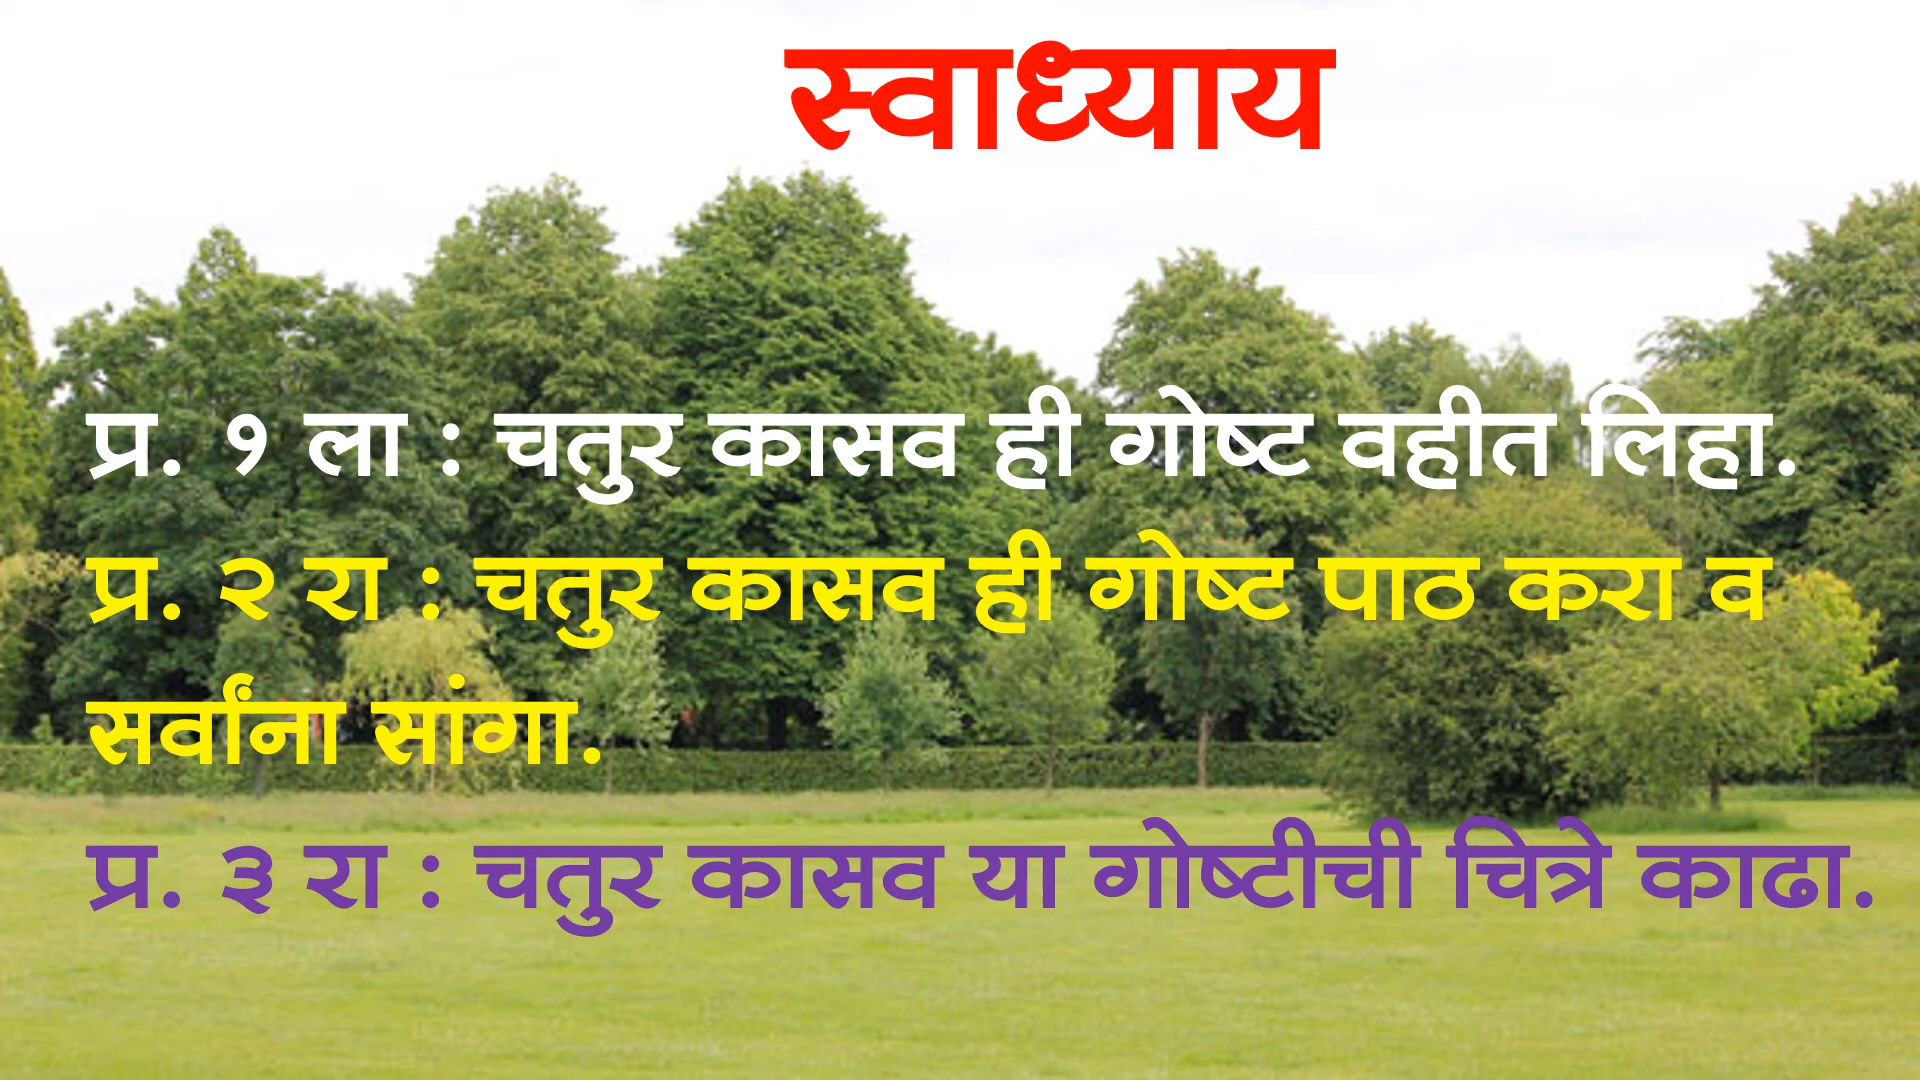 स्वाध्याय
प्र. १ ला : चतुर कासव ही गोष्ट वहीत लिहा.
प्र. २ रा : चतुर कासव ही गोष्ट पाठ करा व
सर्वांना सांगा.
प्र. ३ रा : चतुर कासव या गोष्टीची चित्रे काढा.